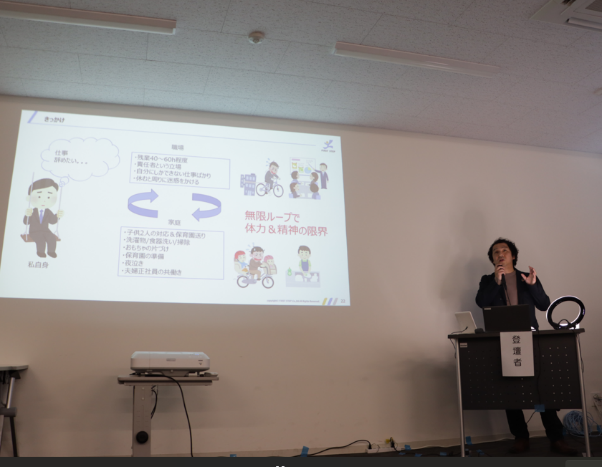 きっかけ
仕事
辞めたい。。
私自身
職場
・残業40~60h程度
・責任者という立場
・自分にしかできない仕事ばかり
・休むと周りに迷惑をかける
家庭
・子供2人の対応&保育園送り
・洗濯物/食器洗い/掃除
・おもちゃの片づけ
・保育園の準備
・夜泣き
・夫婦正社員の共働き
無限ループで
体力&精神の限界
登壇者